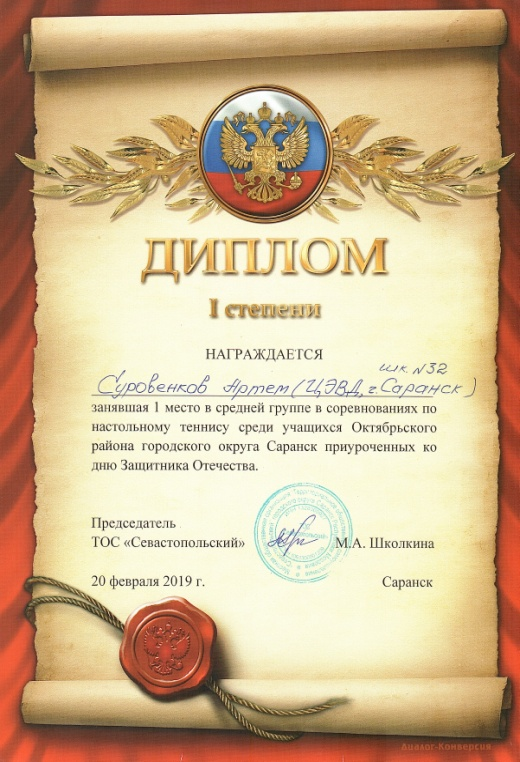 ДИПЛОМ
I степени
НАГРАЖДАЕТСЯ
шк. N32
Суровенков Артем (ЦЭВД, г. Саранск)
занявшая 1 место в средней группе в соревнованиях по
настольному теннису среди учащихся Октябрьского
района городского округа Саранск приуроченных ко
дню Защитника Отечества.
Председатель
ТОС «Севастопольский» М.А. Школкина
20 февраля 2019 г. Саранск
Аналог-Конверсия